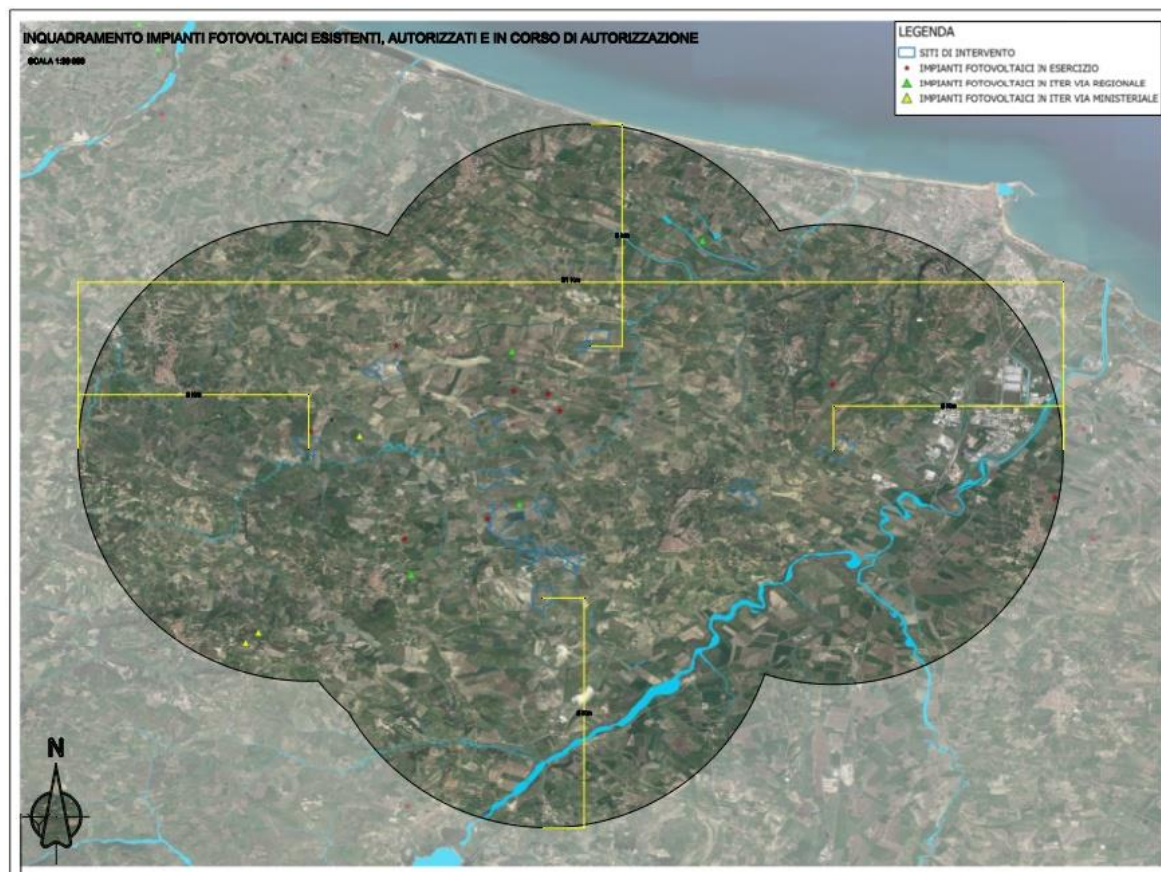 INQUADRAMENTO IMPIANTI FOTOVOLTAICI ESISTENTI, AUTORIZZATI E IN CORSO DI AUTORIZZAZIONE
LEGENDA
SITI DI INTERVENTO
IMPIANTI FOTOVOLTAICI IN ESERCIZIO
IMPIANTI FOTOVOLTAICI IN ITER VIA REGIONALE
IMPIANTI FOTOVOLTAICI IN ITER VIA MINISTERIALE
SCALA
N